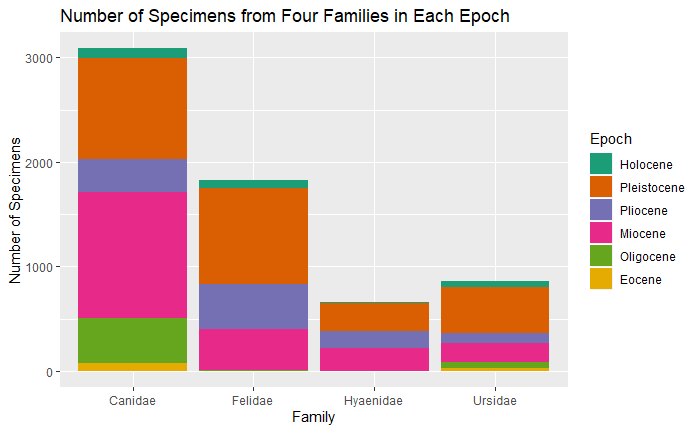 Number of Specimens from Four Families in Each Epoch
Number of Specimens
3000
2000
1000
0
Canidae
Felidae
Hyaenidae
Ursidae
Family
Epoch
Holocene
Pleistocene
Pliocene
Miocene
Oligocene
Eocene